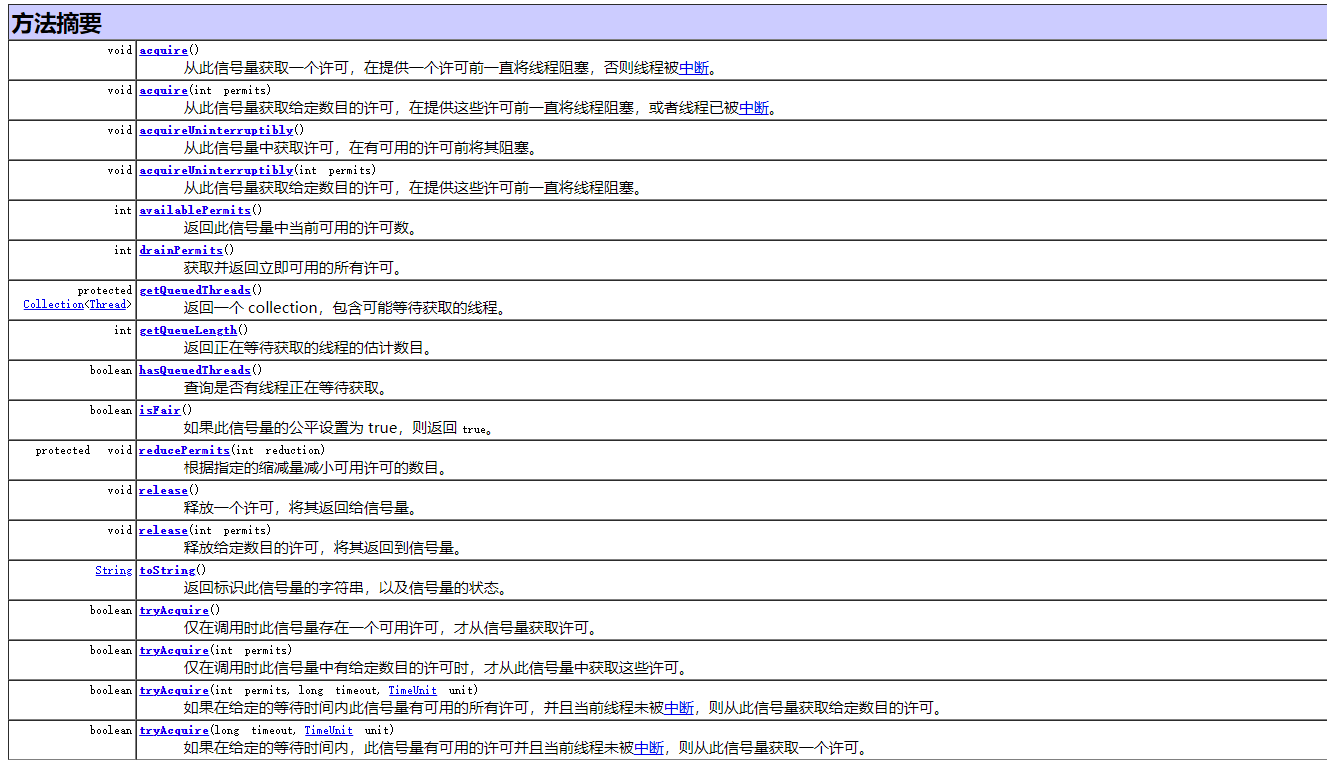 方法摘要
void acquire()
从此信号量获取一个许可，在提供一个许可前一直将线程阻塞，否则线程被中断。
void acquire(int permits)
从此信号量获取给定数目的许可，在提供这些许可前一直将线程阻塞，或者线程已被中断。
void acquireUninterruptibly()
从此信号量中获取许可，在有可用的许可前将其阻塞。
void acquireUninterruptibly(int permits)
从此信号量获取给定数目的许可，在提供这些许可前一直将线程阻塞。
int availablePermits()
返回此信号量中当前可用的许可数。
int drainPermits()
获取并返回立即可用的所有许可。
protected getQueuedThreads()
Collection<Thread> 返回一个 collection，包含可能等待获取的线程。
int getQueueLength()
返回正在等待获取的线程的估计数目。
boolean hasQueuedThreads()
查询是否有线程正在等待获取。
boolean isFair()
如果此信号量的公平设置为 true，则返回 true。
protected void reducePermits(int reduction)
根据指定的缩减量减小可用许可的数目。
void release()
释放一个许可，将其返回给信号量。
void release(int permits)
释放给定数目的许可，将其返回到信号量。
String toString()
返回标识此信号量的字符串，以及信号量的状态。
boolean tryAcquire()
仅在调用时此信号量存在一个可用许可，才从信号量获取许可。
boolean tryAcquire(int permits)
仅在调用时此信号量中有给定数目的许可时，才从此信号量中获取这些许可。
boolean tryAcquire(int permits, long timeout, TimeUnit unit)
如果在给定的等待时间内此信号量有可用的所有许可，并且当前线程未被中断，则从此信号量获取给定数目的许可。
boolean tryAcquire(long timeout, TimeUnit unit)
如果在给定的等待时间内，此信号量有可用的许可并且当前线程未被中断，则从此信号量获取一个许可。